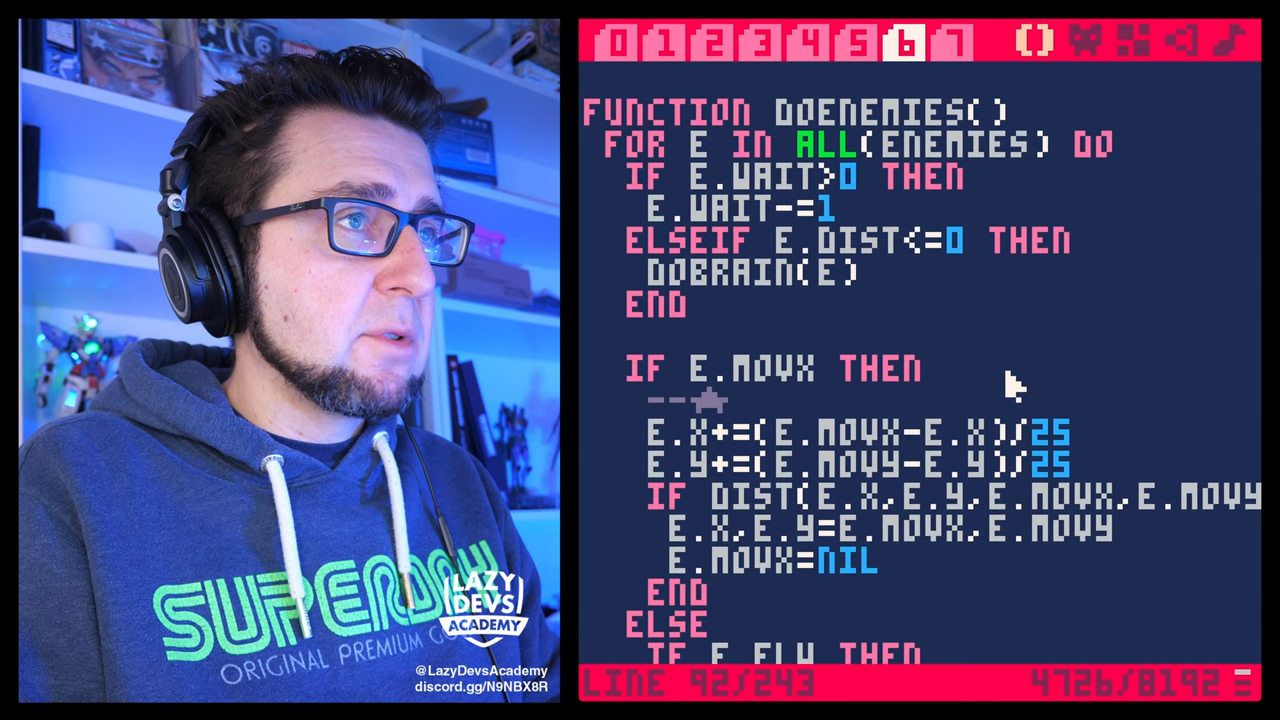 SUPERDRY
ORIGINAL PREMIUM
LAZY
DEVS
ACADEMY
@LazyDevsAcademy
discord.gg/N9NBX8R
0 1 2 3 4 5 6 7 ()
FUNCTION DOENEMIES()
FOR E IN ALL(ENEMIES) DO
IF E.WAIT>0 THEN
E.WAIT-=1
ELSEIF E.DIST<=0 THEN
DOBRAIN(E)
END
IF E.MOVX THEN
--
E.X+=(E.MOVX-E.X)/25
E.Y+=(E.MOVY-E.Y)/25
IF DIST(E.X,E.Y,E.MOVX,E.MOVY
E.X,E.Y=E.MOVX,E.MOVY
E.MOVX=NIL
END
ELSE
IF E.FLW THEN
LINE 92/243
4726/8192